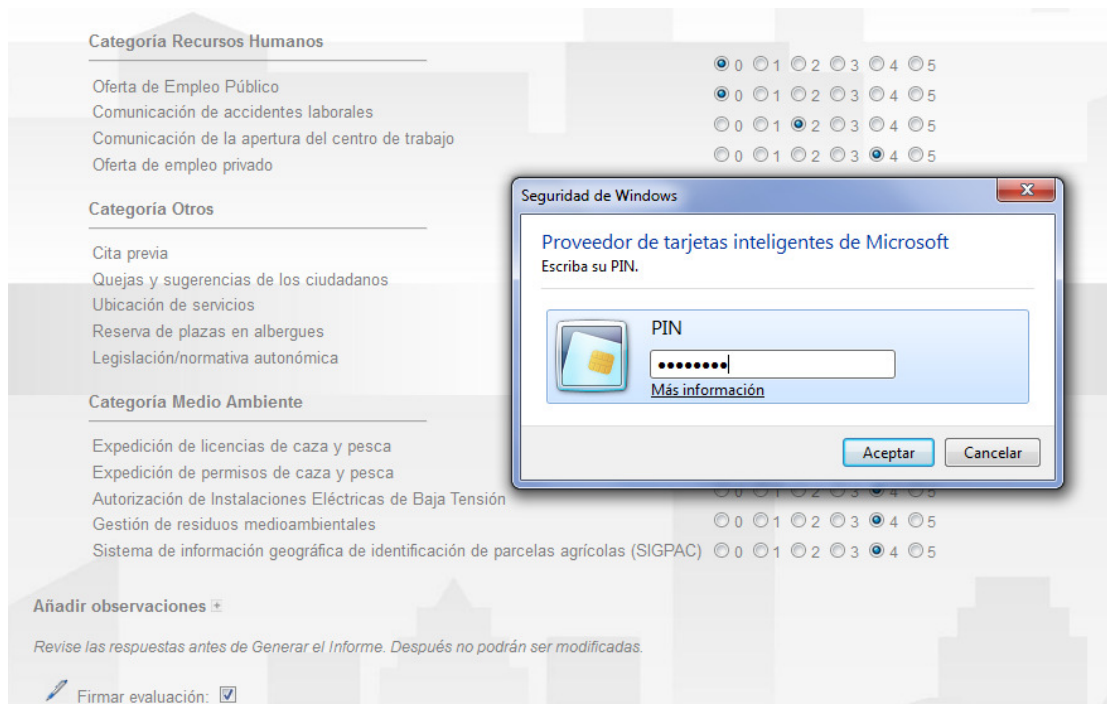 Categoría Recursos Humanos
0 1 2 3 4 5
Oferta de Empleo Público
0 1 2 3 4 5
Comunicación de accidentes laborales
0 1 2 3 4 5
Comunicación de la apertura del centro de trabajo
0 1 2 3 4 5
Oferta de empleo privado
Seguridad de Windows
Proveedor de tarjetas inteligentes de Microsoft
Escriba su PIN.
PIN
Más información
Aceptar Cancelar
Categoría Otros
Cita previa
Quejas y sugerencias de los ciudadanos
Ubicación de servicios
Reserva de plazas en albergues
Legislación/normativa autonómica
Categoría Medio Ambiente
Expedición de licencias de caza y pesca
Expedición de permisos de caza y pesca
Autorización de Instalaciones Eléctricas de Baja Tensión 0 1 2 3 4 5
Gestión de residuos medioambientales 0 1 2 3 4 5
Sistema de información geográfica de identificación de parcelas agrícolas (SIGPAC) 0 1 2 3 4 5
Añadir observaciones +
Revise las respuestas antes de Generar el Informe. Después no podrán ser modificadas.
Firmar evaluación: